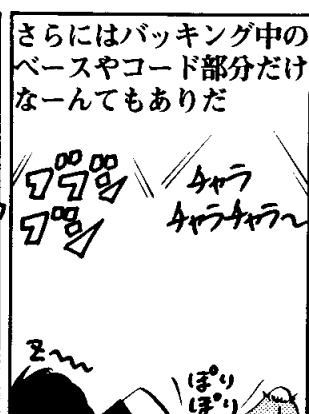 さらにはバッキング中の
ベースやコード部分だけ
なーんてもありだ
チャラ
チャラチャラ〜
ブブン
ブン
ぽり
ぽり
z〜